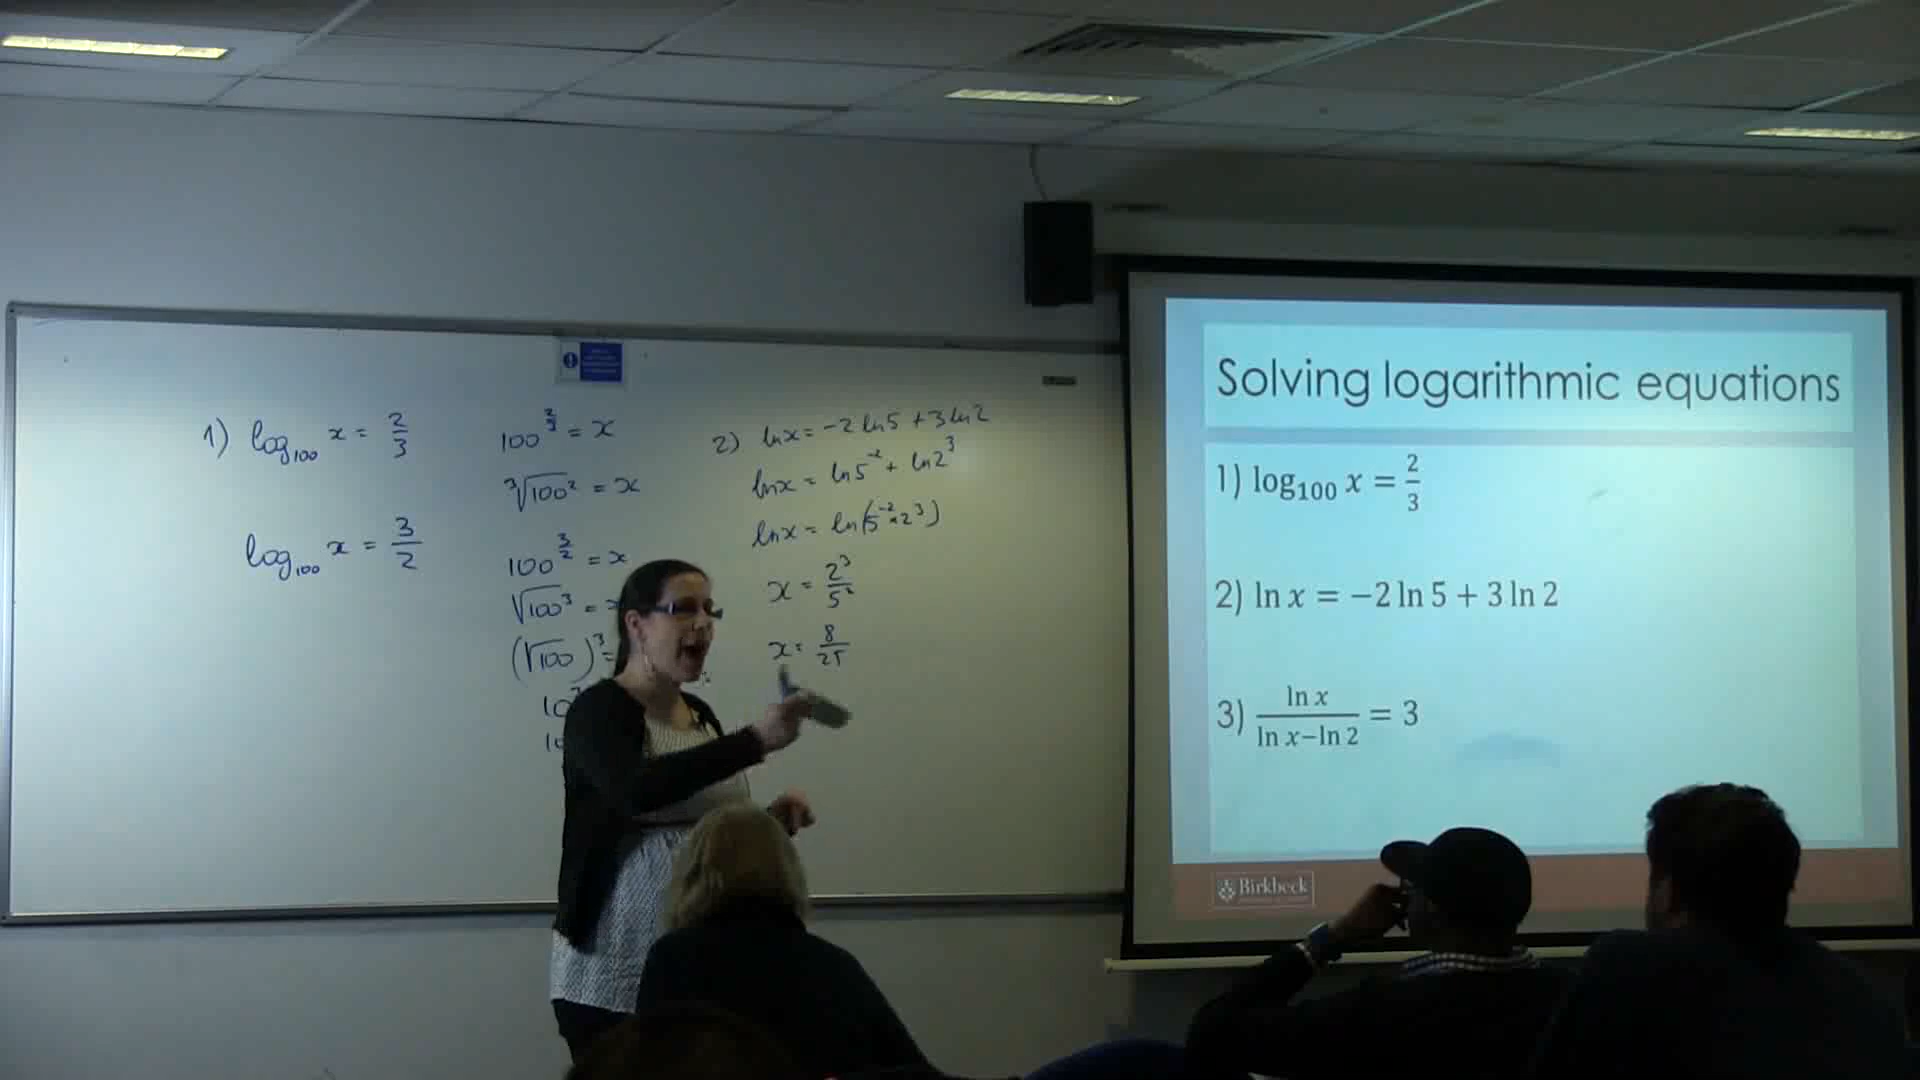 1) log₁₀₀ x = 2/3
log₁₀₀ x = 3/2
100^(2/3) = x
³√100² = x
100^(3/2) = x
√100³ =
(√100)³ =
10
10
2) ln x = -2 ln 5 + 3 ln 2
ln x = ln 5⁻² + ln 2³
ln x = ln(5⁻² × 2³)
x = 2³/5²
x = 8/25
Solving logarithmic equations
1) log₁₀₀ x = 2/3
2) ln x = −2 ln 5 + 3 ln 2
3) ln x / ln x−ln 2 = 3
Birkbeck